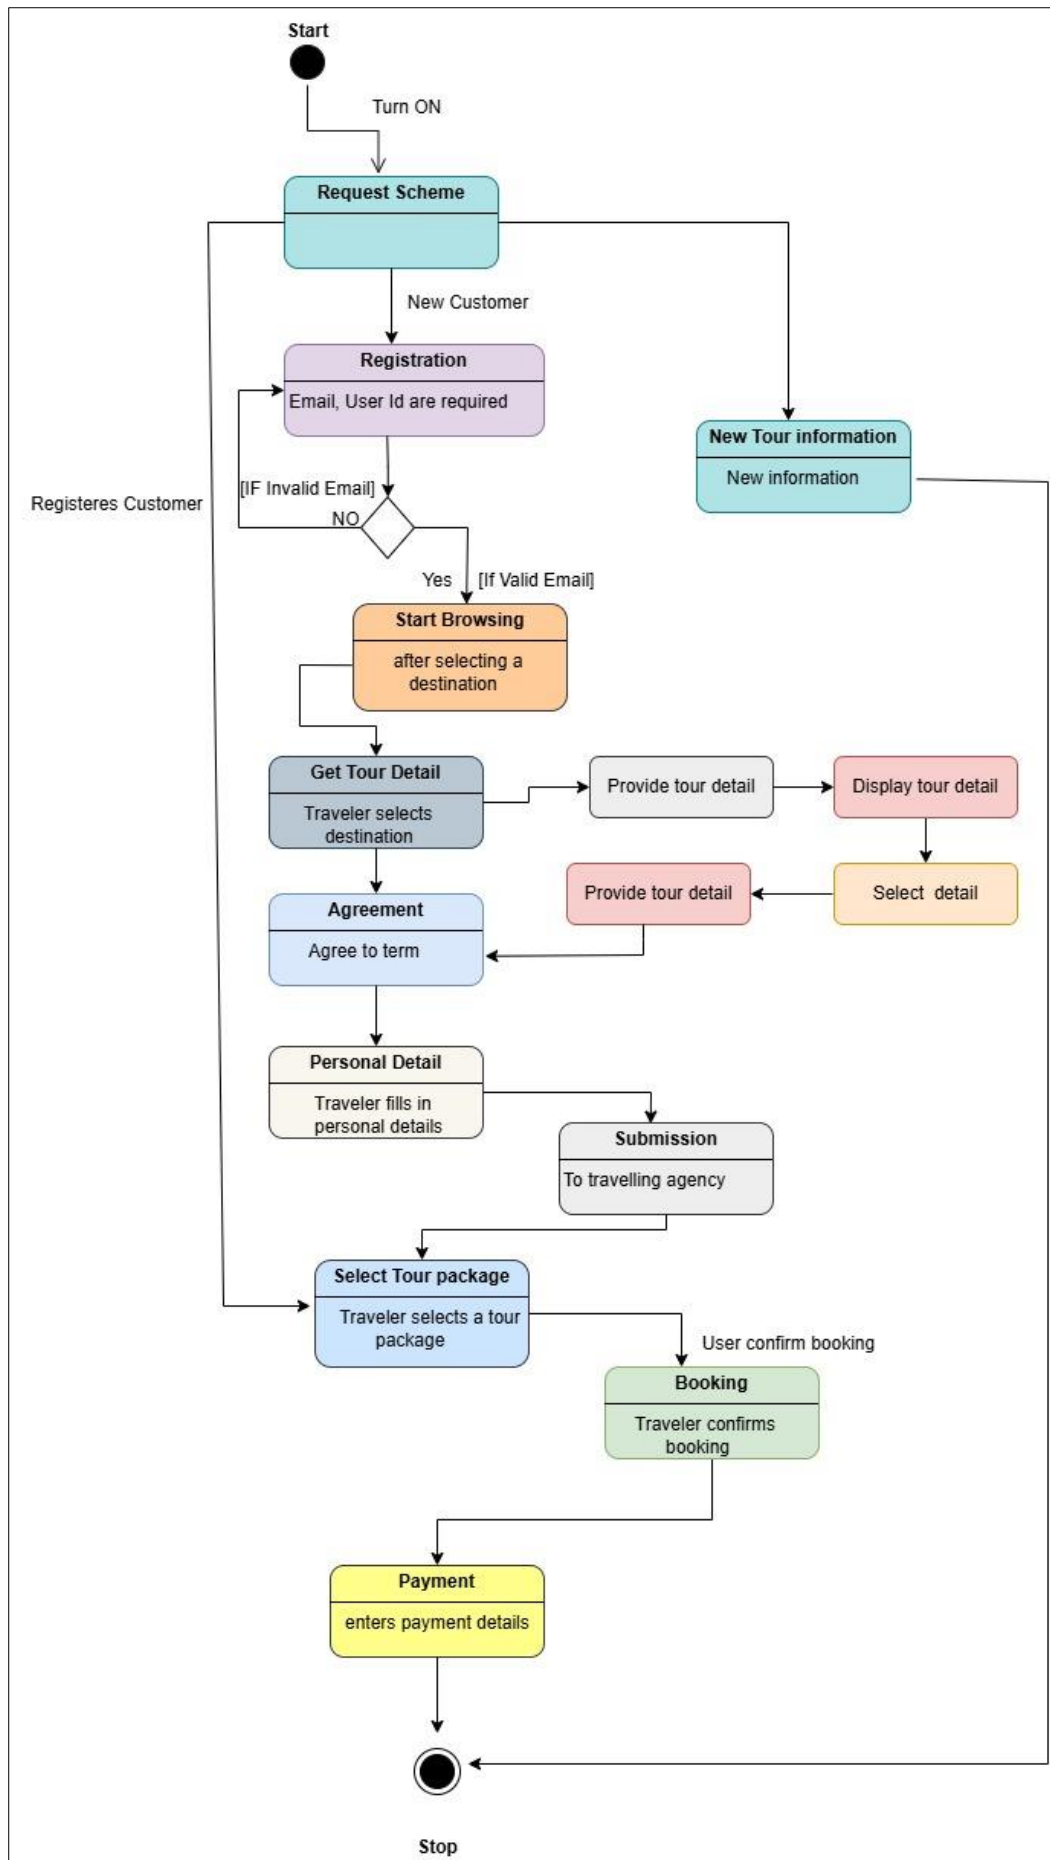 Start
Turn ON
Request Scheme
New Customer
Registration
Email, User Id are required
New Tour information
New information
Registeres Customer
[IF Invalid Email]
NO
Yes [If Valid Email]
Start Browsing
after selecting a
destination
Get Tour Detail
Traveler selects
destination
Provide tour detail
Display tour detail
Agreement
Agree to term
Provide tour detail
Select detail
Personal Detail
Traveler fills in
personal details
Submission
To travelling agency
Select Tour package
Traveler selects a tour
package
User confirm booking
Booking
Traveler confirms
booking
Payment
enters payment details
Stop